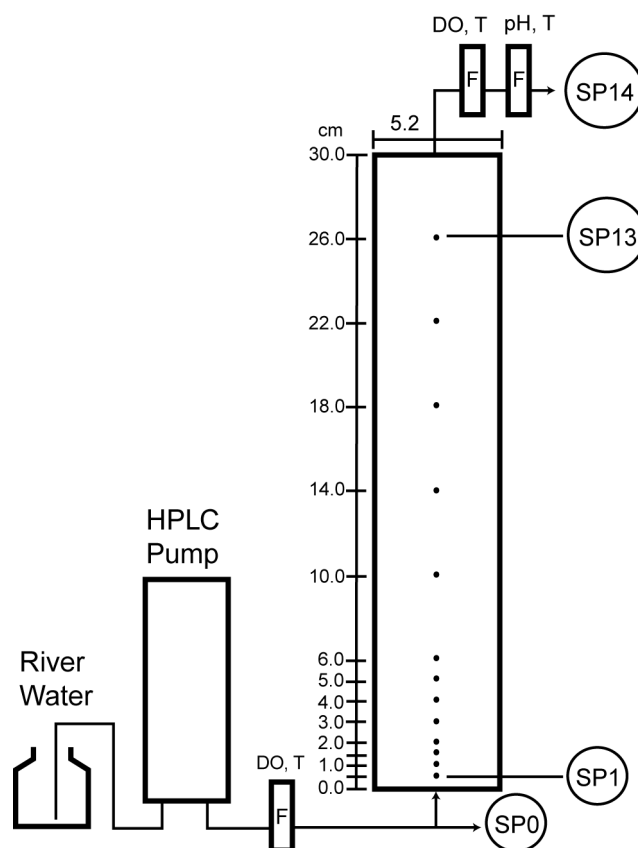 DO, T
pH, T
F
F
SP14
5.2
cm
30.0
26.0
SP13
22.0
18.0
14.0
HPLC
Pump
10.0
River
Water
6.0
5.0
4.0
3.0
2.0
1.0
0.0
DO, T
F
SP1
SP0